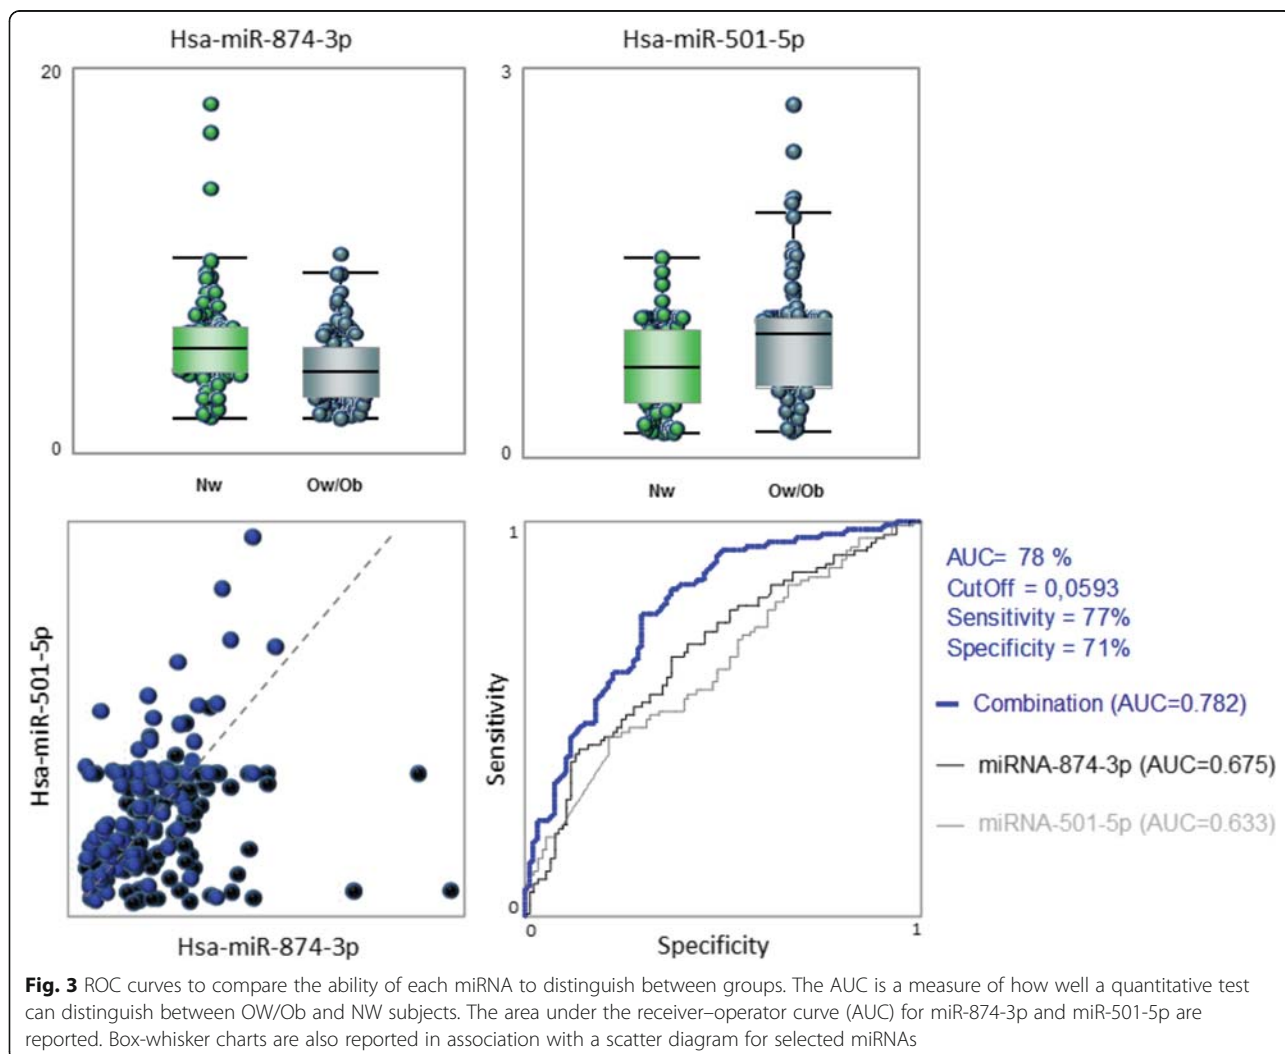 Hsa-miR-874-3p
20
0
Nw
Ow/Ob
Hsa-miR-501-5p
3
0
Nw
Ow/Ob
Hsa-miR-501-5p
Hsa-miR-874-3p
1
Sensitivity
0
0
Specificity
1
AUC= 78 %
CutOff = 0,0593
Sensitivity = 77%
Specificity = 71%
Combination (AUC=0.782)
miRNA-874-3p (AUC=0.675)
miRNA-501-5p (AUC=0.633)
Fig. 3 ROC curves to compare the ability of each miRNA to distinguish between groups. The AUC is a measure of how well a quantitative test
can distinguish between OW/Ob and NW subjects. The area under the receiver–operator curve (AUC) for miR-874-3p and miR-501-5p are
reported. Box-whisker charts are also reported in association with a scatter diagram for selected miRNAs